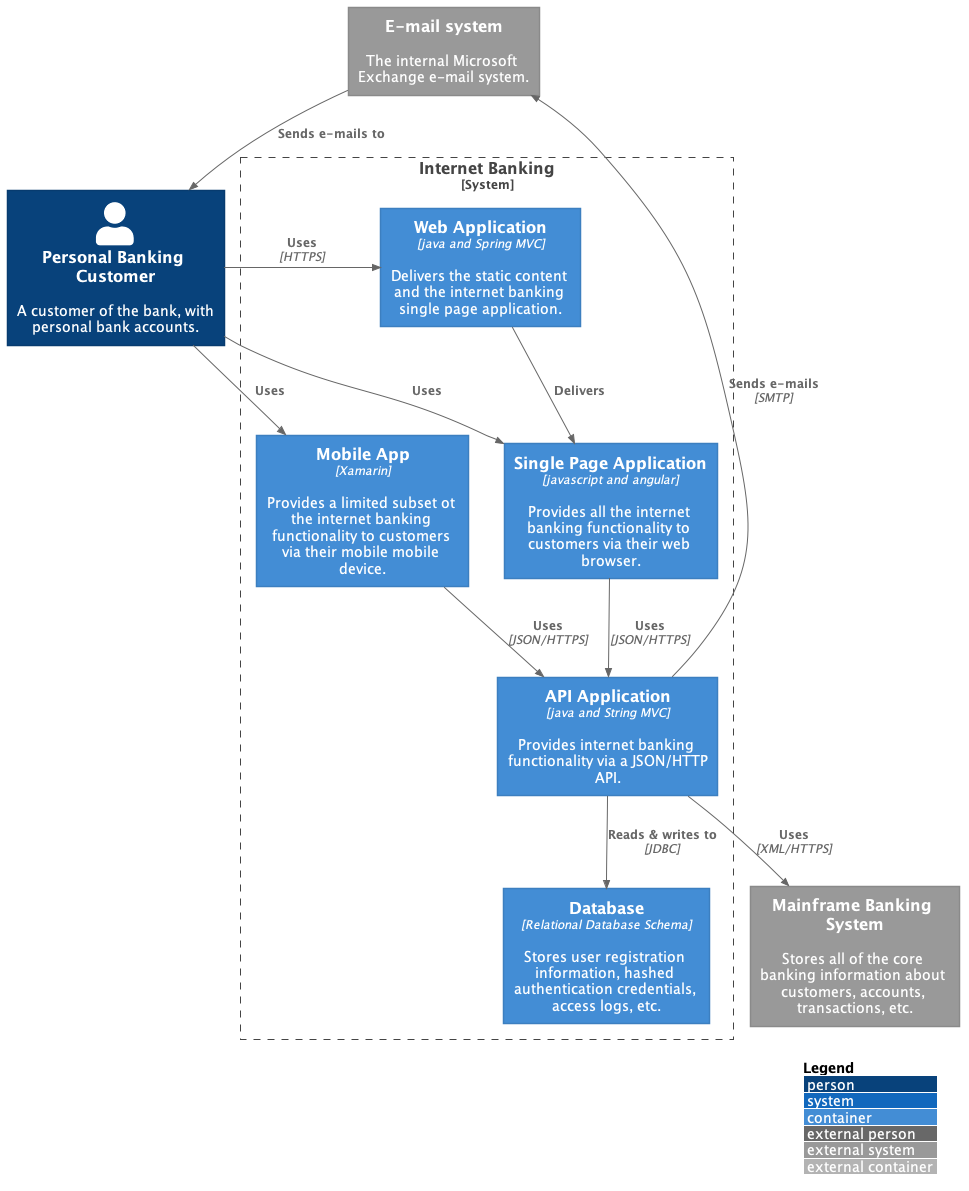 E-mail system
The internal Microsoft
Exchange e-mail system.
Sends e-mails to
Internet Banking
[System]
Personal Banking
Customer
A customer of the bank, with
personal bank accounts.
Uses
[HTTPS]
Web Application
[java and Spring MVC]
Delivers the static content
and the internet banking
single page application.
Uses
Uses
Delivers
Sends e-mails
[SMTP]
Mobile App
[Xamarin]
Provides a limited subset ot
the internet banking
functionality to customers
via their mobile mobile
device.
Single Page Application
[javascript and angular]
Provides all the internet
banking functionality to
customers via their web
browser.
Uses
[JSON/HTTPS]
Uses
[JSON/HTTPS]
API Application
[java and String MVC]
Provides internet banking
functionality via a JSON/HTTP
API.
Reads & writes to
[JDBC]
Uses
[XML/HTTPS]
Database
[Relational Database Schema]
Stores user registration
information, hashed
authentication credentials,
access logs, etc.
Mainframe Banking
System
Stores all of the core
banking information about
customers, accounts,
transactions, etc.
Legend
person
system
container
external person
external system
external container